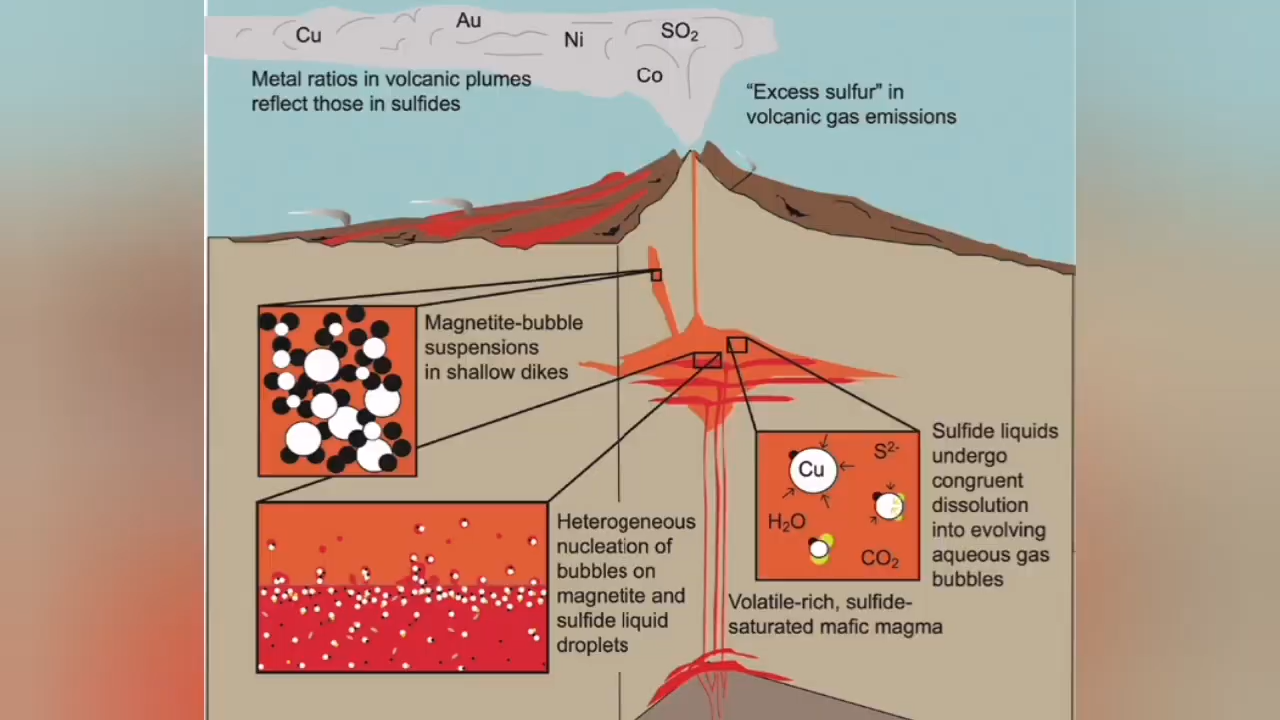 Cu
Au
Ni
SO₂
Co
Metal ratios in volcanic plumes
reflect those in sulfides
“Excess sulfur” in
volcanic gas emissions
Magnetite-bubble
suspensions
in shallow dikes
Heterogeneous
nucleation of
bubbles on
magnetite and
sulfide liquid
droplets
Cu
S²⁻
H₂O
CO₂
Sulfide liquids
undergo
congruent
dissolution
into evolving
aqueous gas
bubbles
Volatile-rich, sulfide-
saturated mafic magma